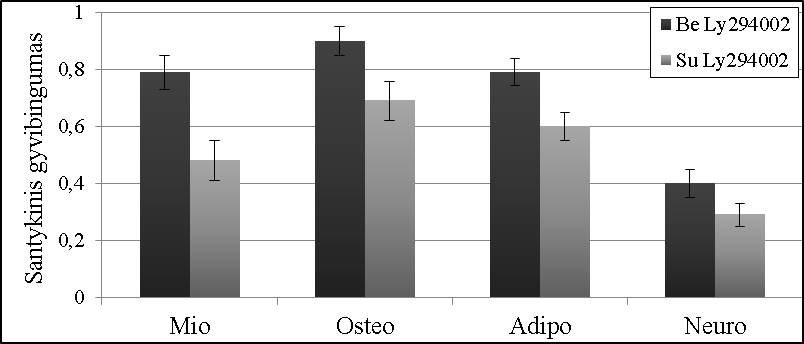 Santykinis gyvibingumas
1
0,8
0,6
0,4
0,2
0
Be Ly294002
Su Ly294002
Mio
Osteo
Adipo
Neuro